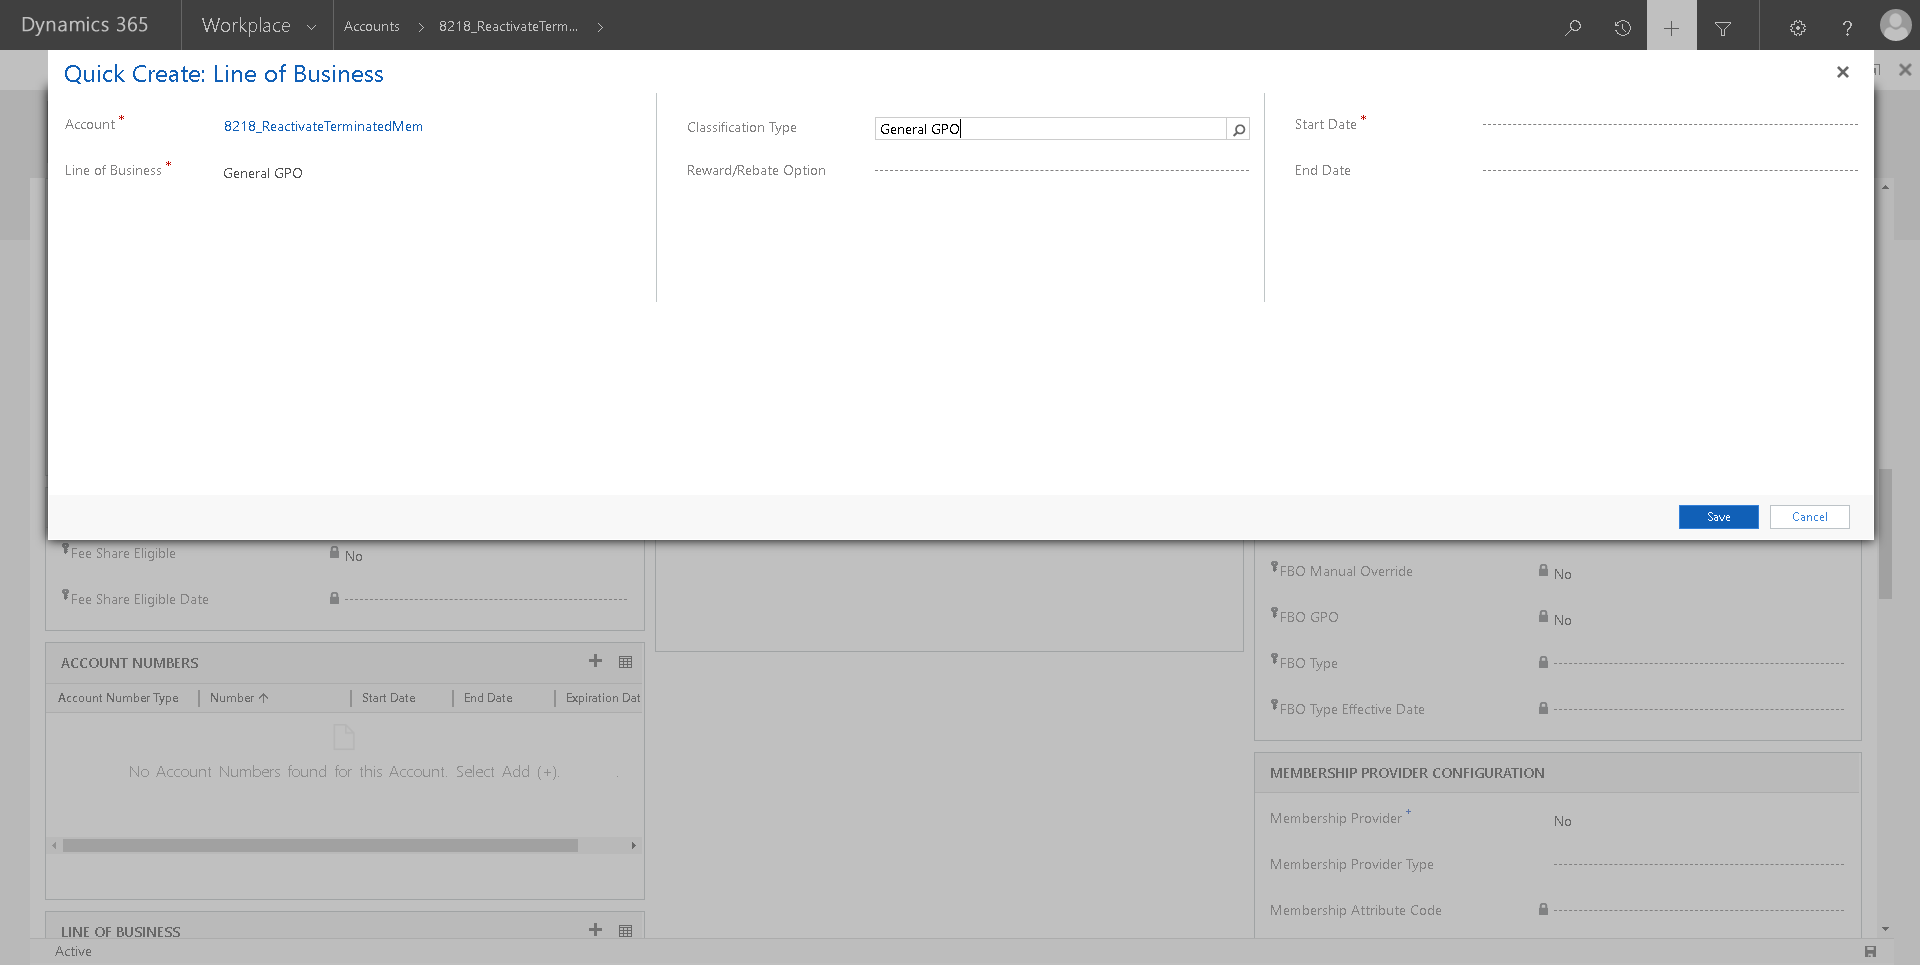 Dynamics 365 Workplace Accounts 8218_ReactivateTerm...
Quick Create: Line of Business
Account * 8218_ReactivateTerminatedMem
Line of Business * General GPO
Classification Type General GPO
Reward/Rebate Option
Start Date *
End Date
Save Cancel
Fee Share Eligible No
Fee Share Eligible Date
ACCOUNT NUMBERS
Account Number Type Number Start Date End Date Expiration Dat
No Account Numbers found for this Account. Select Add (+). .
LINE OF BUSINESS
FBO Manual Override No
FBO GPO No
FBO Type
FBO Type Effective Date
MEMBERSHIP PROVIDER CONFIGURATION
Membership Provider + No
Membership Provider Type
Membership Attribute Code
Active